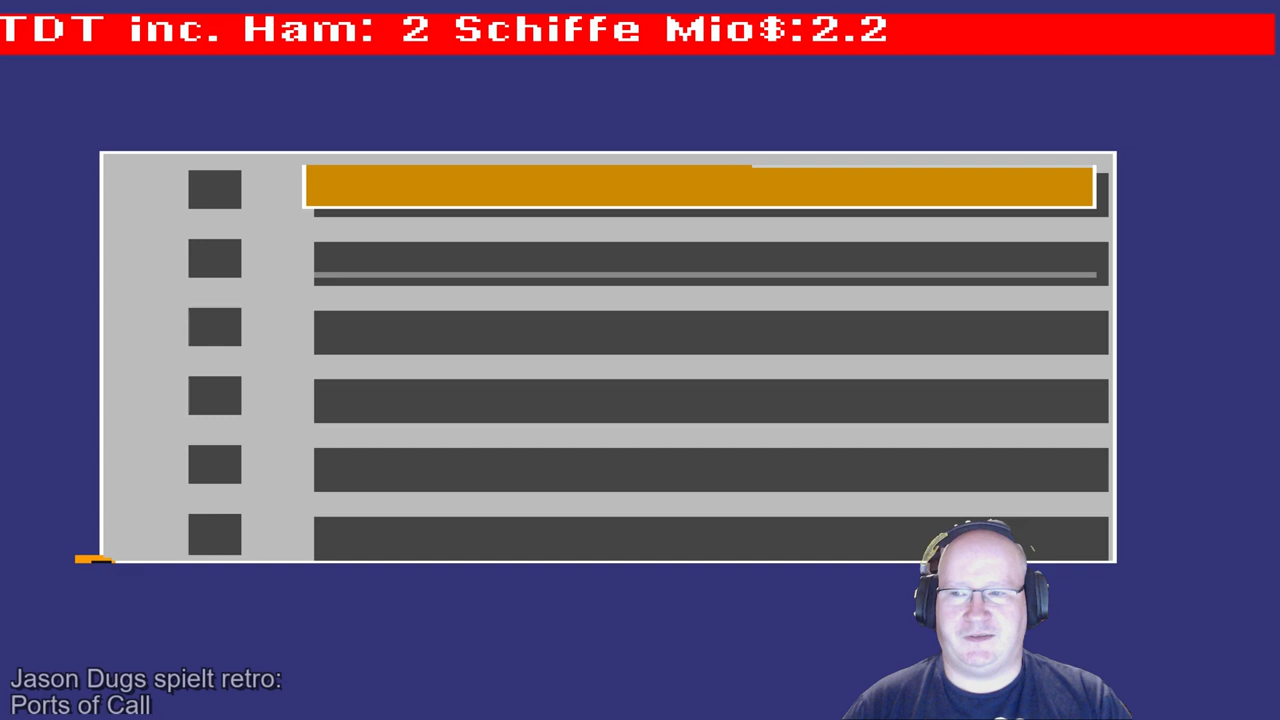 TDT inc. Ham: 2 Schiffe Mio$:2.2
Jason Dugs spielt retro:
Ports of Call